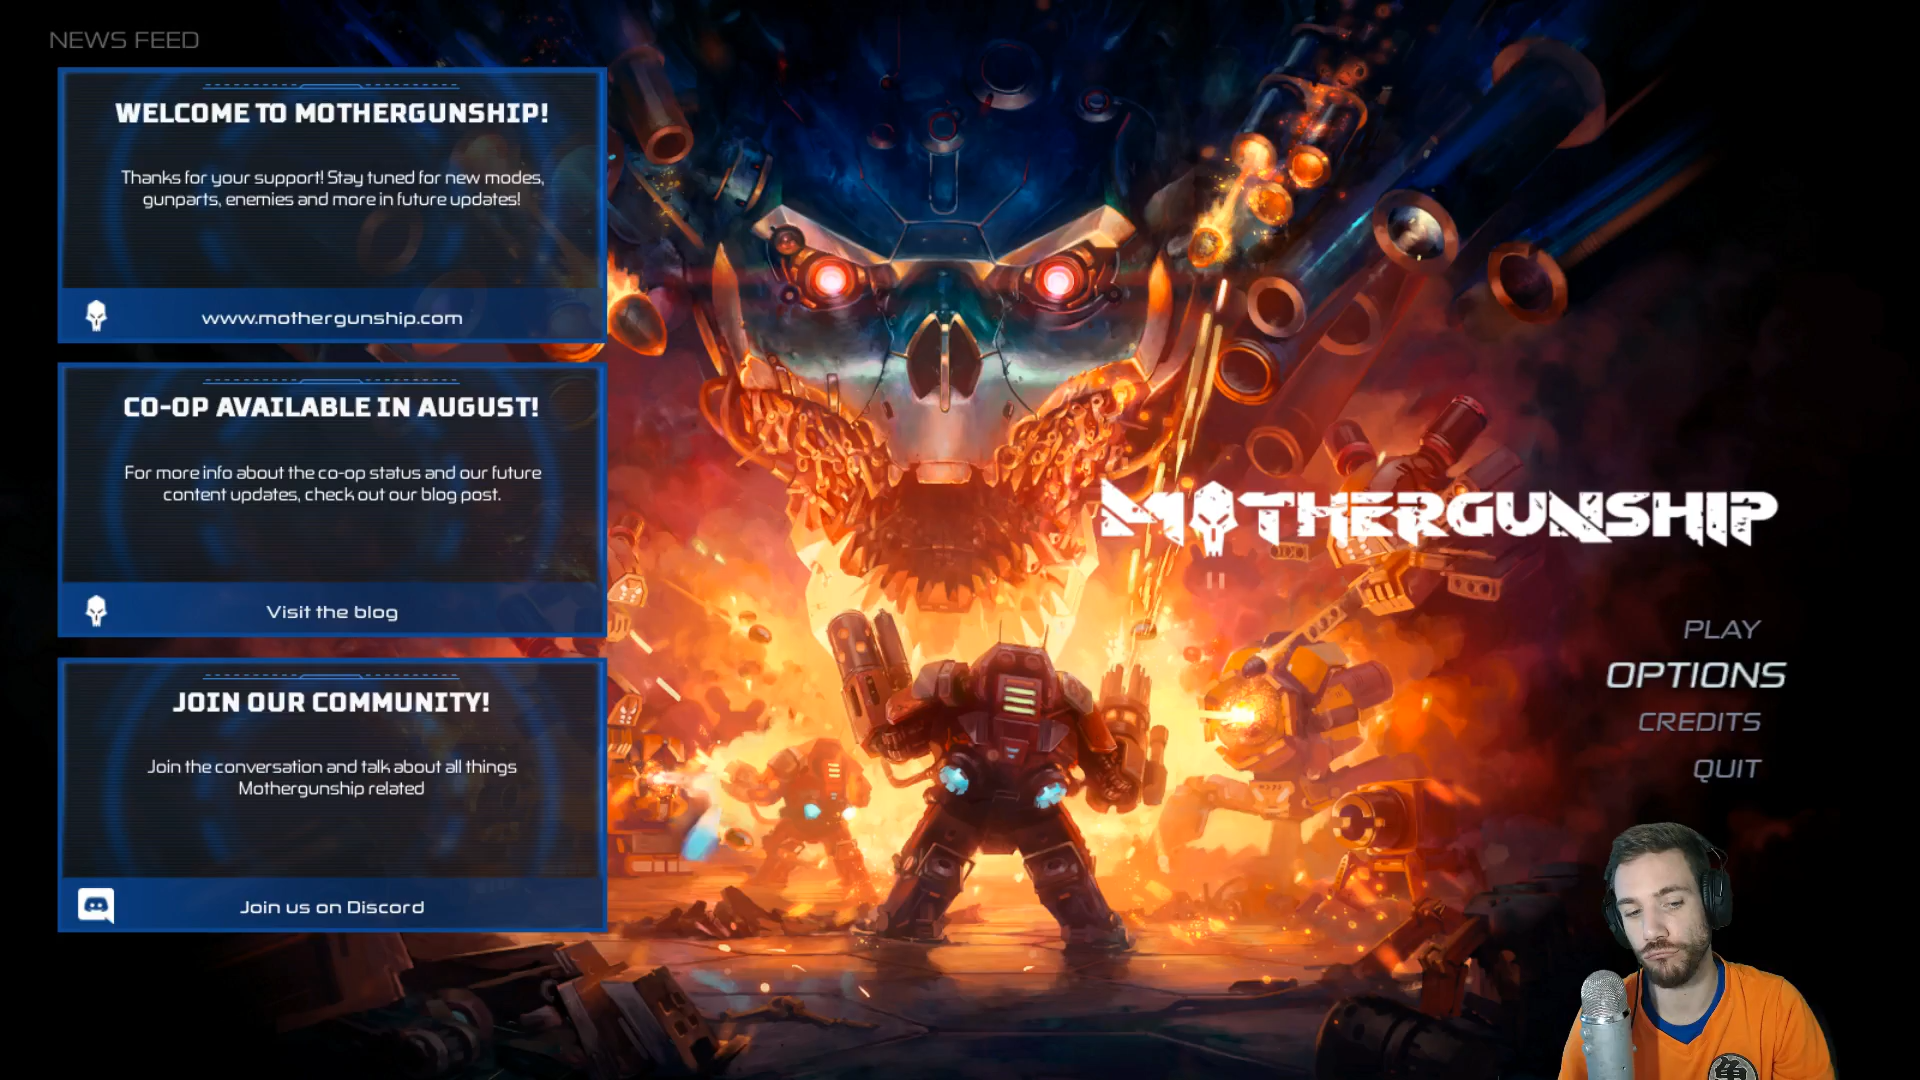 NEWS FEED
WELCOME TO MOTHERGUNSHIP!
Thanks for your support! Stay tuned for new modes,
gunparts, enemies and more in future updates!
www.mothergunship.com
CO-OP AVAILABLE IN AUGUST!
For more info about the co-op status and our future
content updates, check out our blog post.
Visit the blog
JOIN OUR COMMUNITY!
Join the conversation and talk about all things
Mothergunship related
Join us on Discord
MOTHERGUNSHIP
PLAY
OPTIONS
CREDITS
QUIT
亀